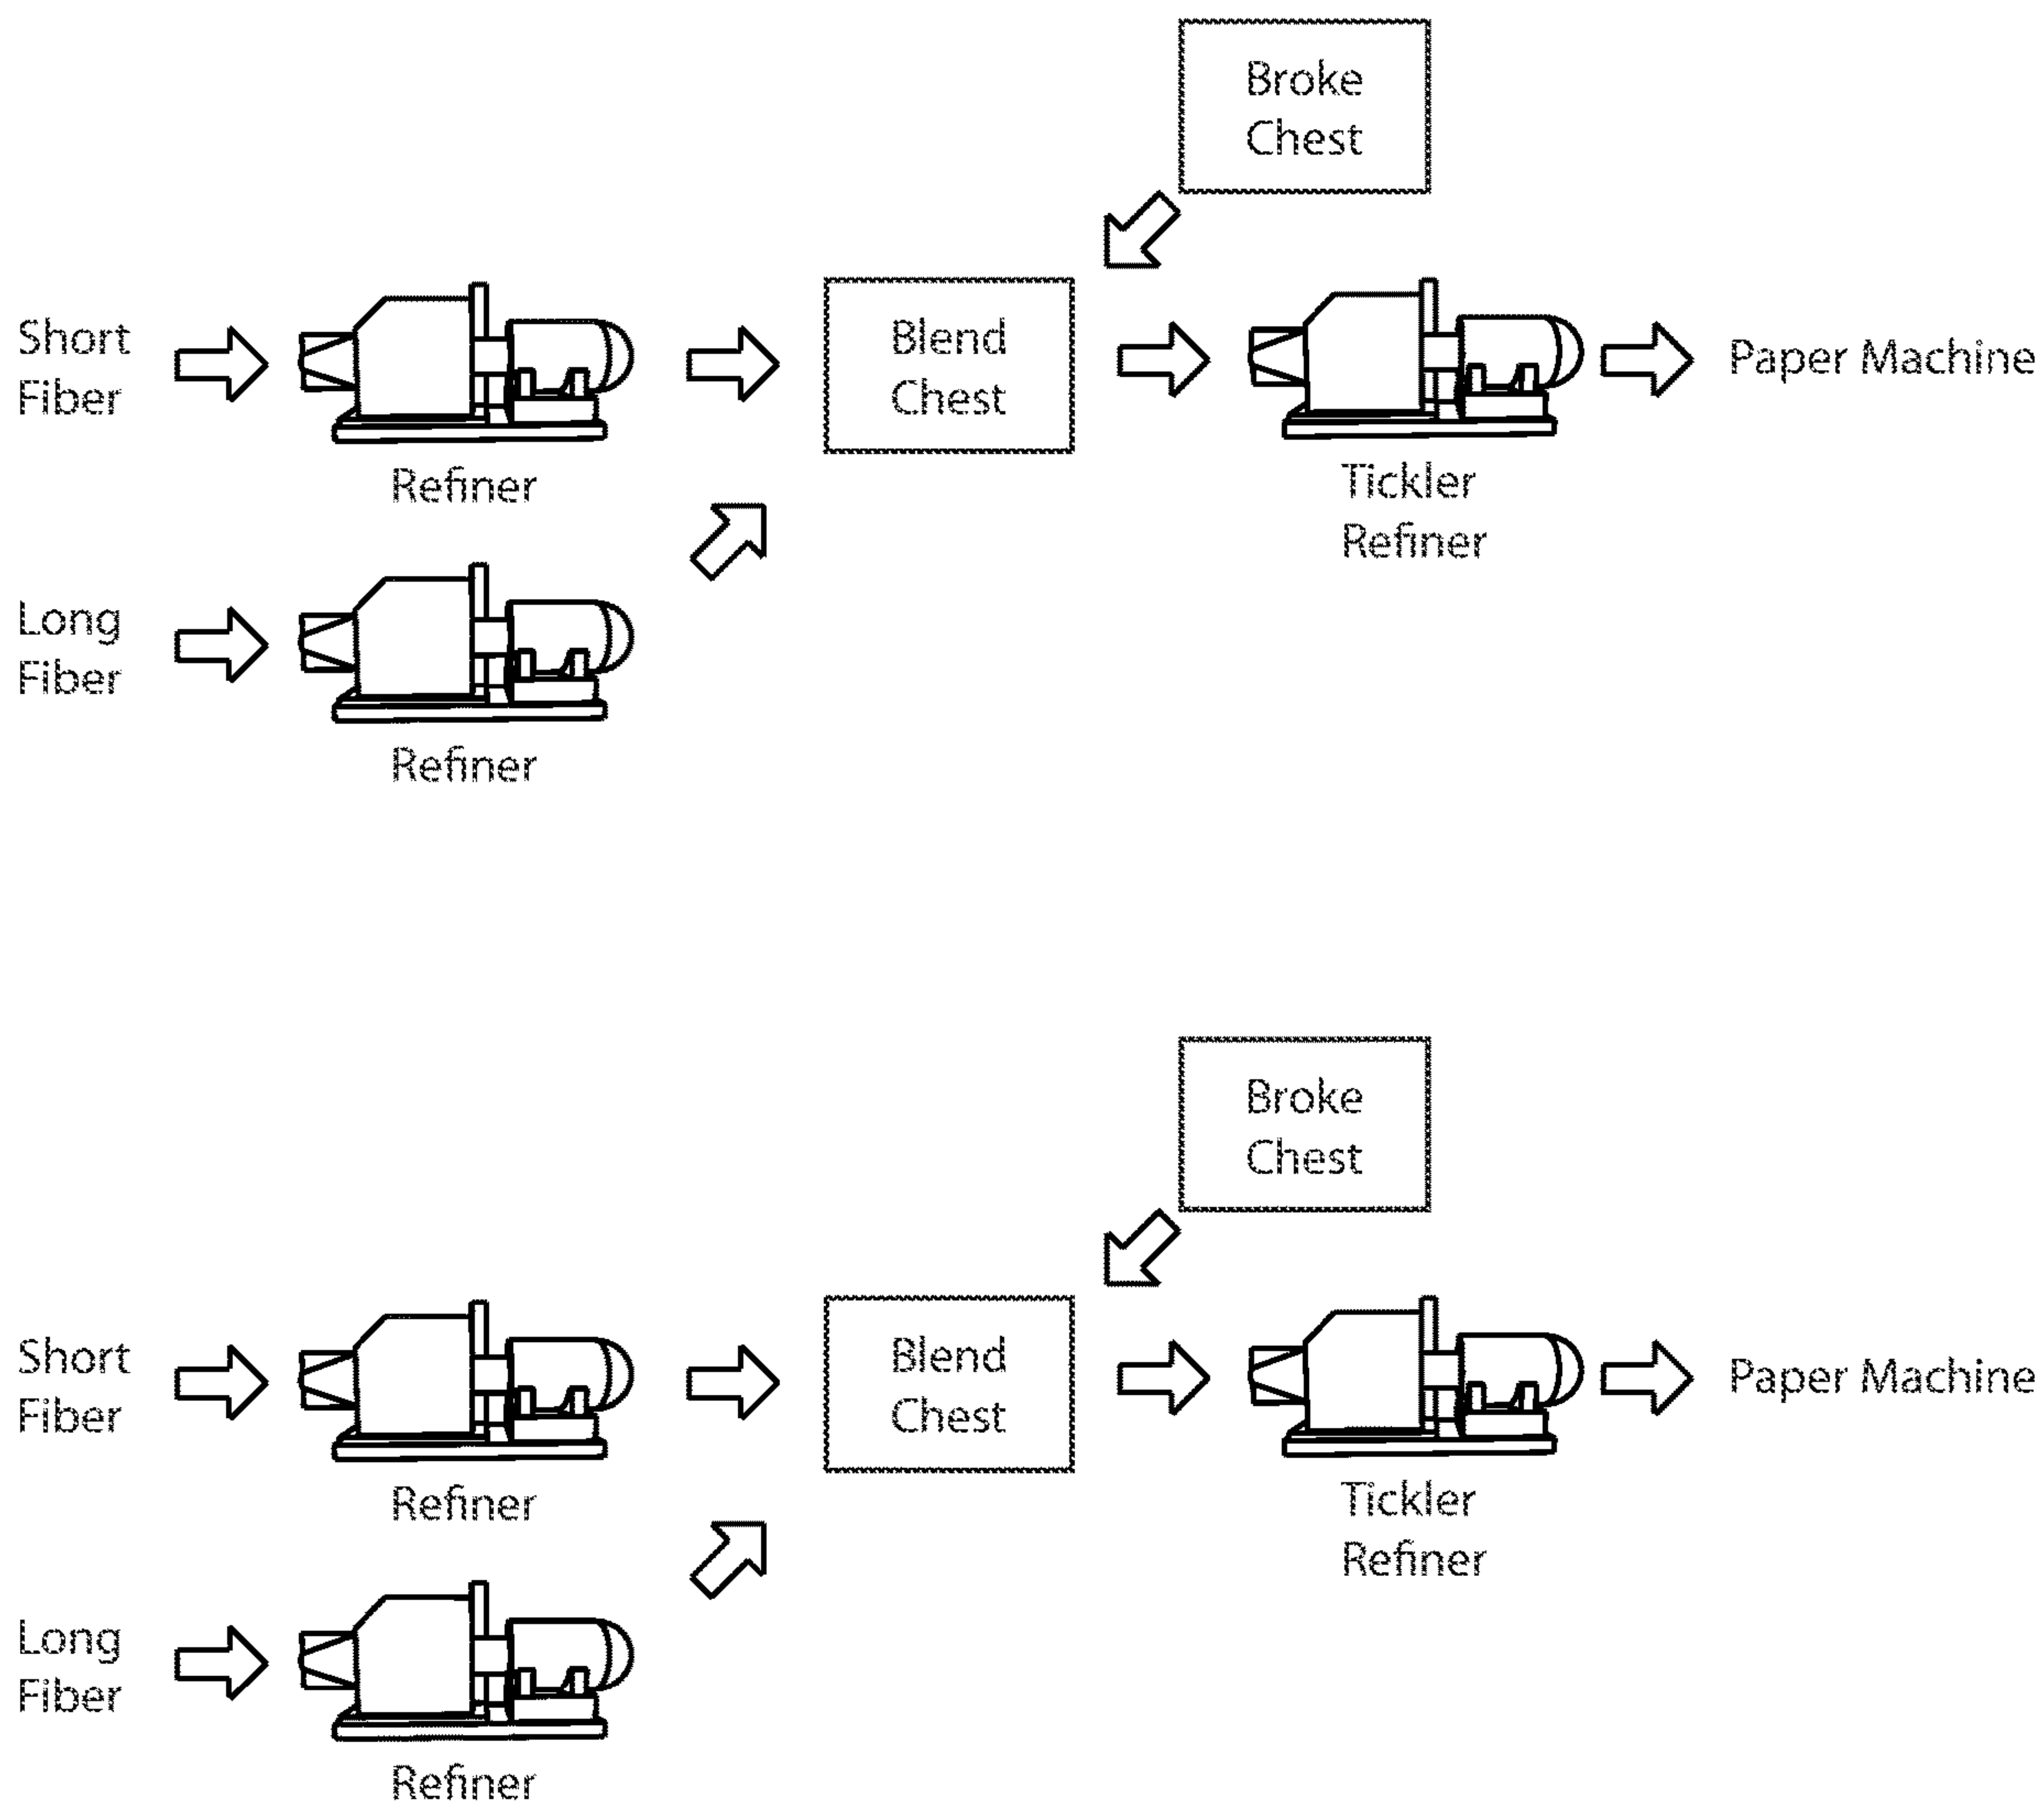 Broke
Chest
Short
Fiber
Blend
Chest
Paper Machine
Refiner
Tickler
Refiner
Long
Fiber
Refiner
Broke
Chest
Short
Fiber
Blend
Chest
Paper Machine
Refiner
Tickler
Refiner
Long
Fiber
Refiner